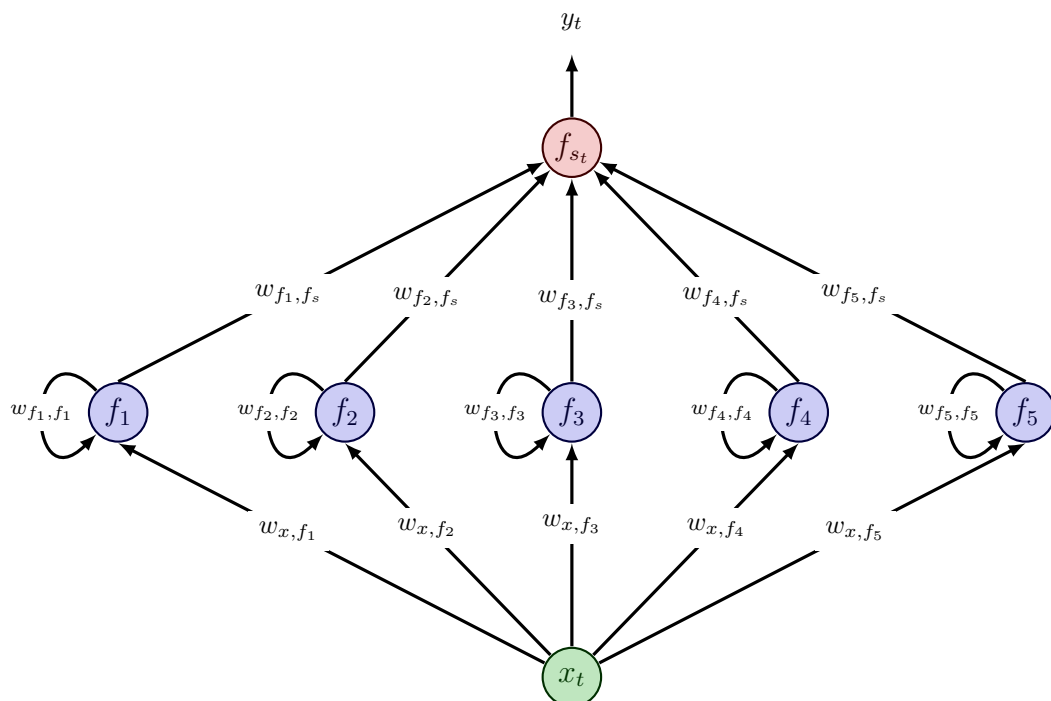 y_t
f_{s_t}
w_{f_1,f_s} w_{f_2,f_s} w_{f_3,f_s} w_{f_4,f_s} w_{f_5,f_s}
w_{f_1,f_1} f_1 w_{f_2,f_2} f_2 w_{f_3,f_3} f_3 w_{f_4,f_4} f_4 w_{f_5,f_5} f_5
w_{x,f_1} w_{x,f_2} w_{x,f_3} w_{x,f_4} w_{x,f_5}
x_t